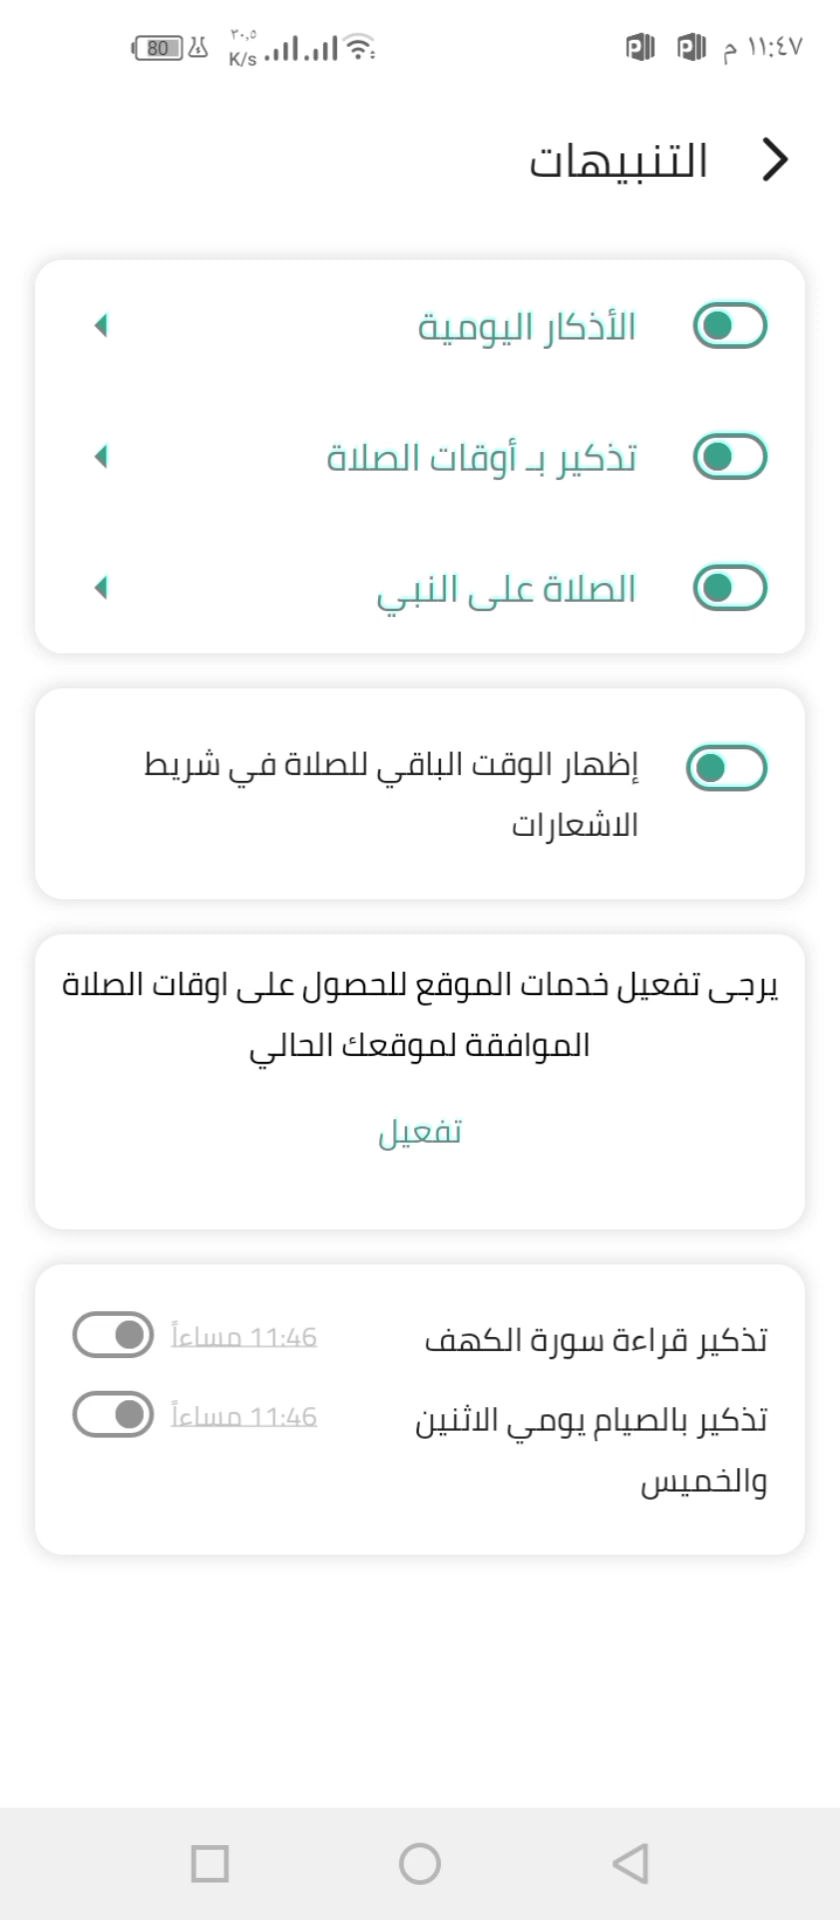 ١١:٤٧ م
٣٠,٥
K/s
80
التنبيهات
الأذكار اليومية
تذكير بـ أوقات الصلاة
الصلاة على النبي
إظهار الوقت الباقي للصلاة في شريط
الاشعارات
يرجى تفعيل خدمات الموقع للحصول على اوقات الصلاة
الموافقة لموقعك الحالي
تفعيل
تذكير قراءة سورة الكهف 11:46 مساءاً
تذكير بالصيام يومي الاثنين 11:46 مساءاً
والخميس